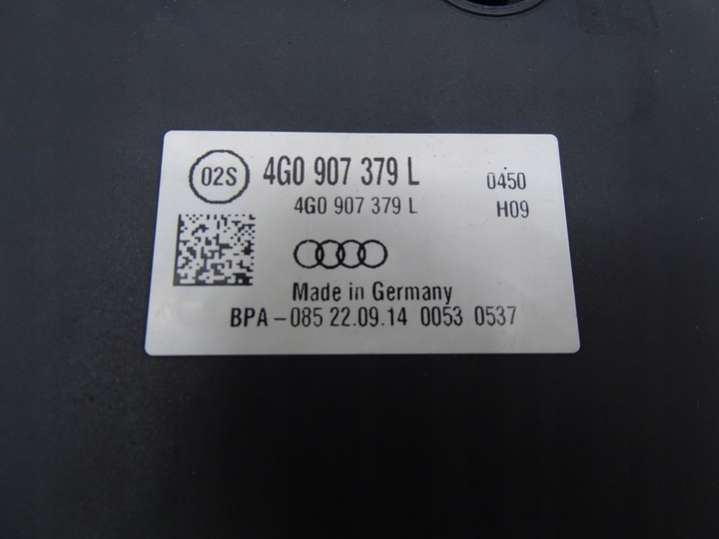 02S 4G0 907 379 L 0450
4G0 907 379 L H09
Made in Germany
BPA-085 22.09.14 0053 0537